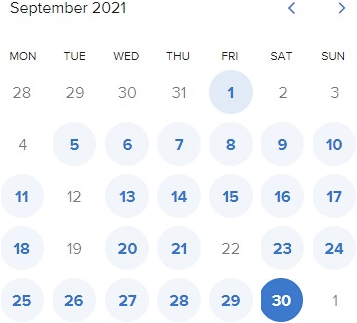 September 2021
MON TUE WED THU FRI SAT SUN
28 29 30 31 1 2 3
4 5 6 7 8 9 10
11 12 13 14 15 16 17
18 19 20 21 22 23 24
25 26 27 28 29 30 1